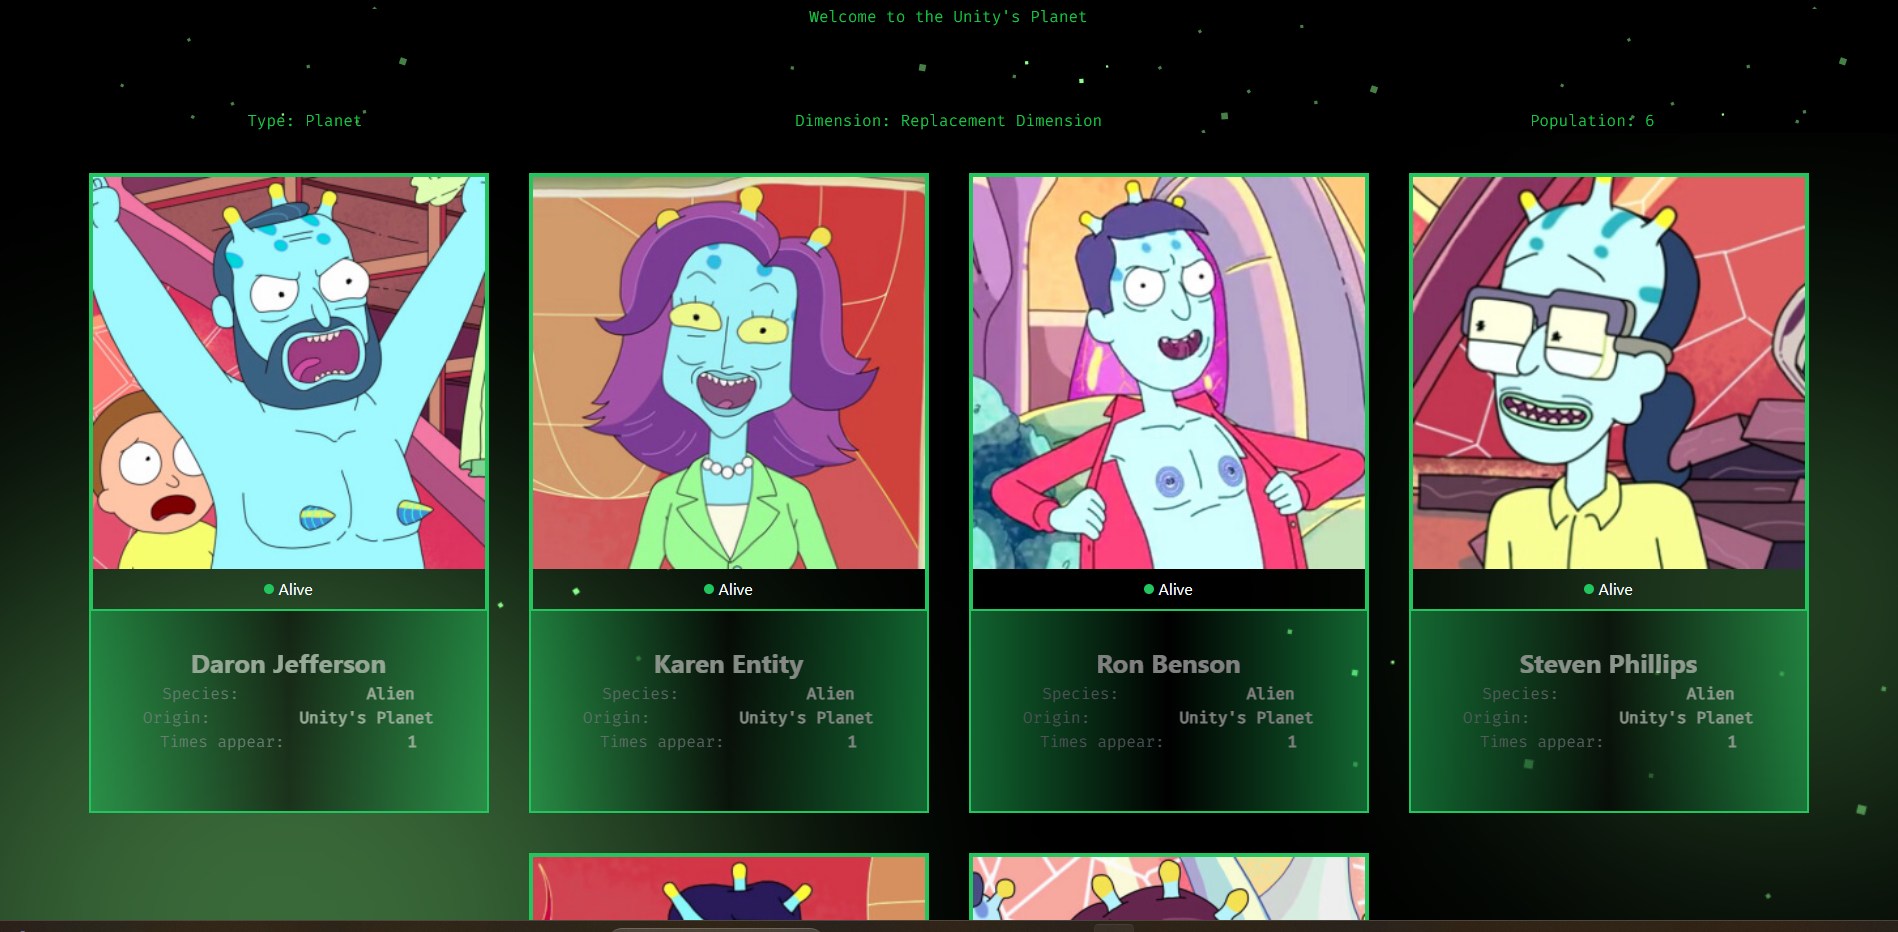 Welcome to the Unity's Planet
Type: Planet
Dimension: Replacement Dimension
Population: 6
Alive
Daron Jefferson
Species: Alien
Origin: Unity's Planet
Times appear: 1
Alive
Karen Entity
Species: Alien
Origin: Unity's Planet
Times appear: 1
Alive
Ron Benson
Species: Alien
Origin: Unity's Planet
Times appear: 1
Alive
Steven Phillips
Species: Alien
Origin: Unity's Planet
Times appear: 1